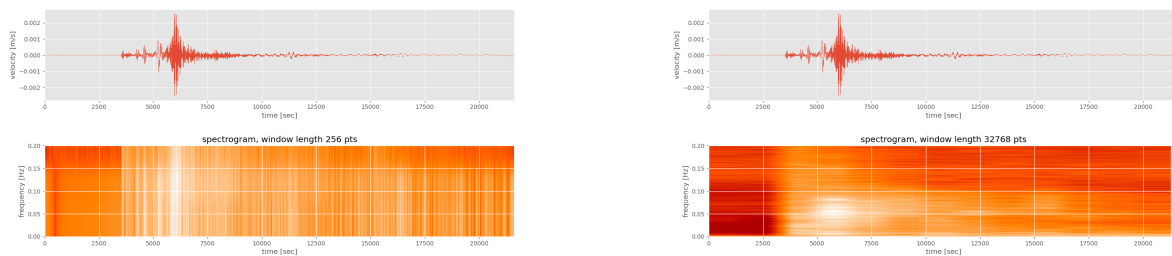 velocity [m/s]
0.002
0.001
0.000
−0.001
−0.002
0 2500 5000 7500 10000 12500 15000 17500 20000
time [sec]
spectrogram, window length 256 pts
frequency [Hz]
0.20
0.15
0.10
0.05
0.00
0 2500 5000 7500 10000 12500 15000 17500 20000
time [sec]
velocity [m/s]
0.002
0.001
0.000
−0.001
−0.002
0 2500 5000 7500 10000 12500 15000 17500 20000
time [sec]
spectrogram, window length 32768 pts
frequency [Hz]
0.20
0.15
0.10
0.05
0.00
0 2500 5000 7500 10000 12500 15000 17500 20000
time [sec]